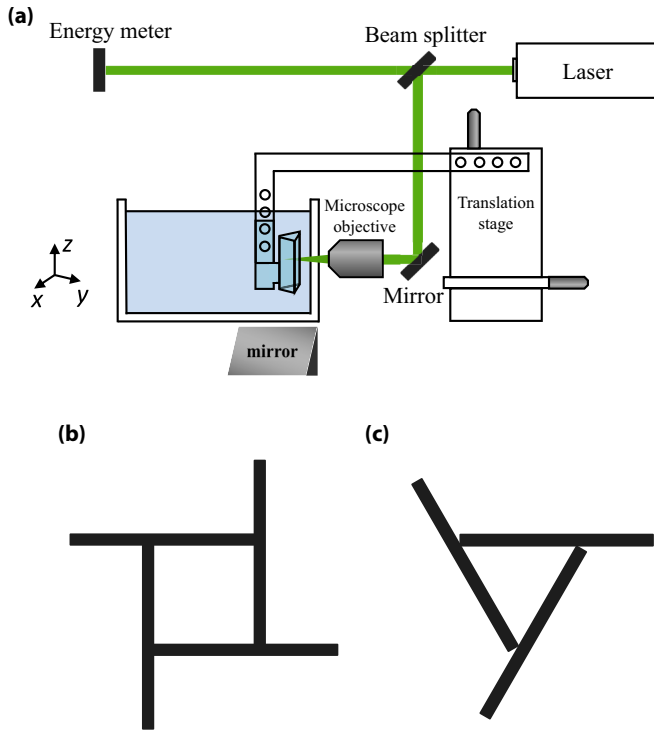 (a)
Energy meter
Beam splitter
Laser
Microscope
objective
Translation
stage
z
x
y
Mirror
mirror
(b)
(c)